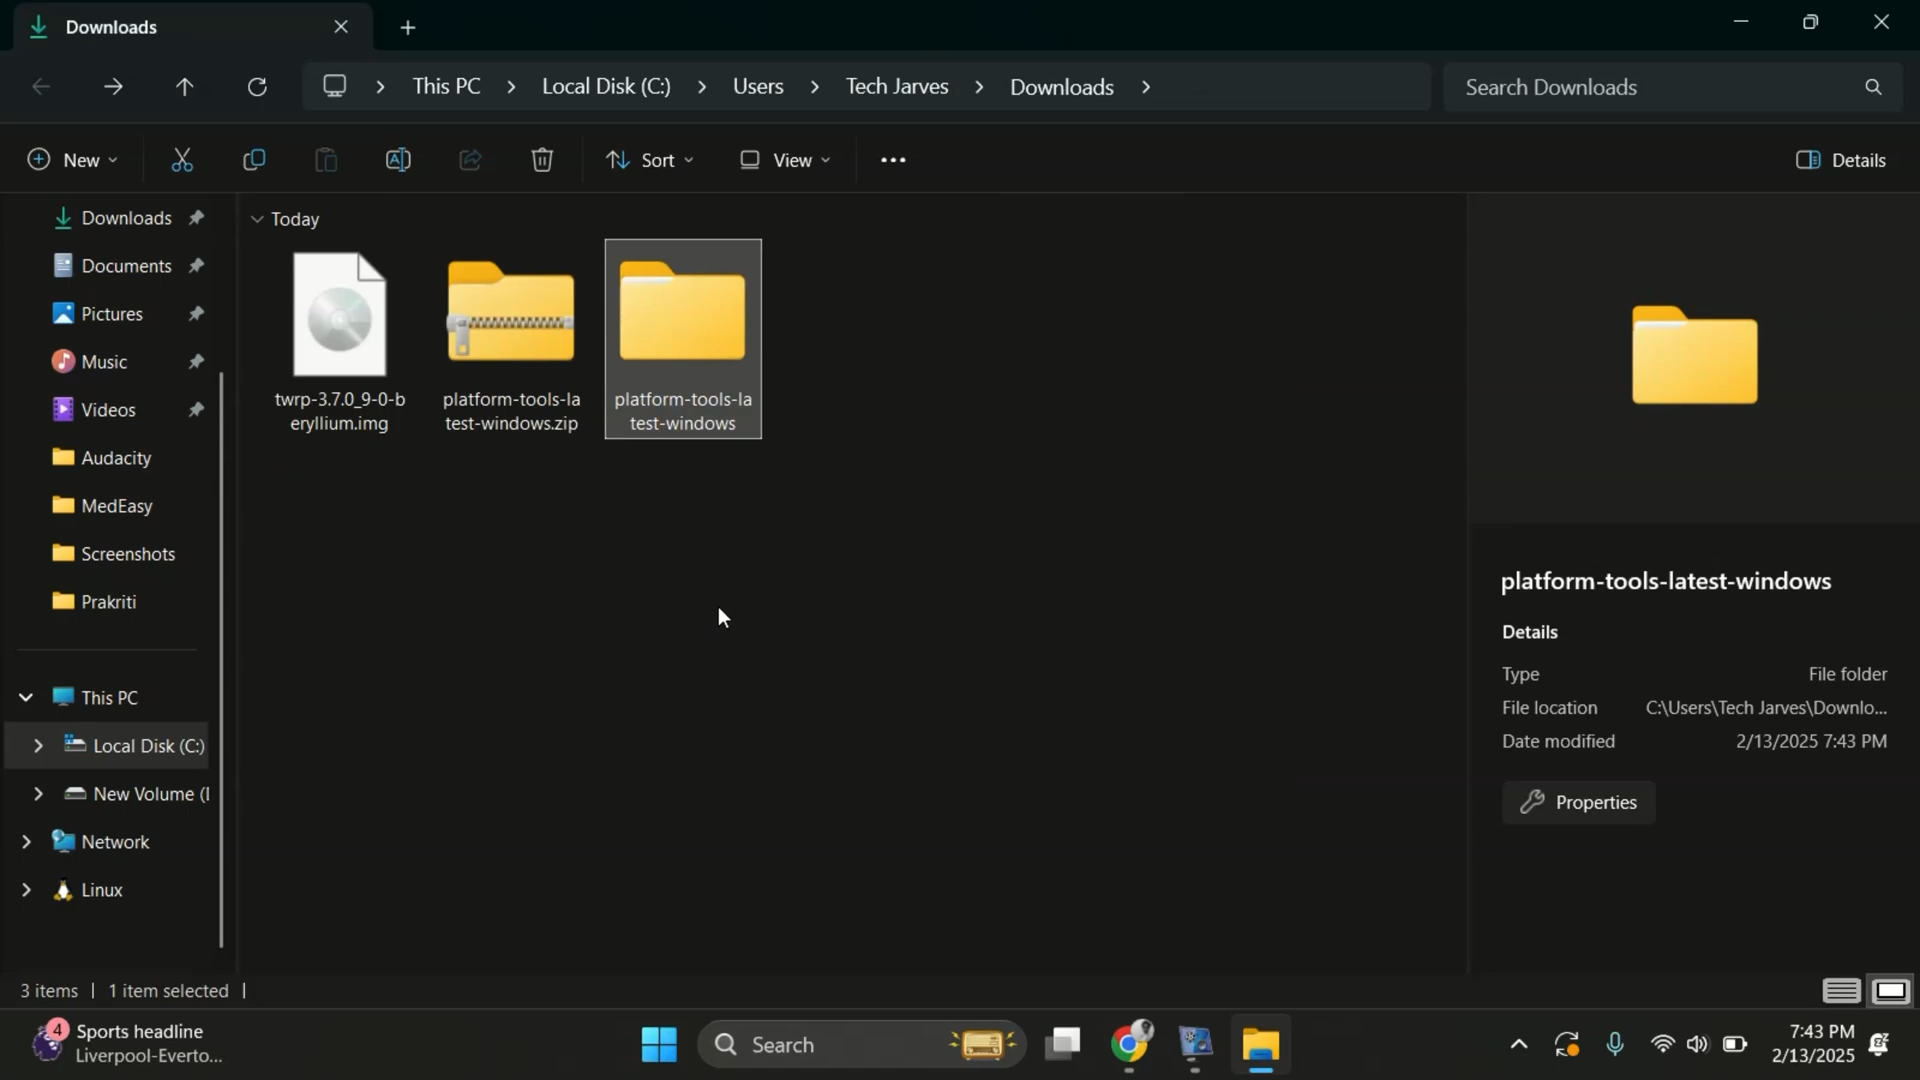 Downloads
This PC > Local Disk (C:) > Users > Tech Jarves > Downloads >
Search Downloads
New
Sort
View
Details
Downloads
Documents
Pictures
Music
Videos
Audacity
MedEasy
Screenshots
Prakriti
This PC
Local Disk (C:)
New Volume (
Network
Linux
Today
twrp-3.7.0_9-0-b
eryllium.img
platform-tools-la
test-windows.zip
platform-tools-la
test-windows
platform-tools-latest-windows
Details
Type File folder
File location C:\Users\Tech Jarves\Downlo...
Date modified 2/13/2025 7:43 PM
Properties
3 items | 1 item selected |
4
Sports headline
Liverpool-Everto...
Search
7:43 PM
2/13/2025